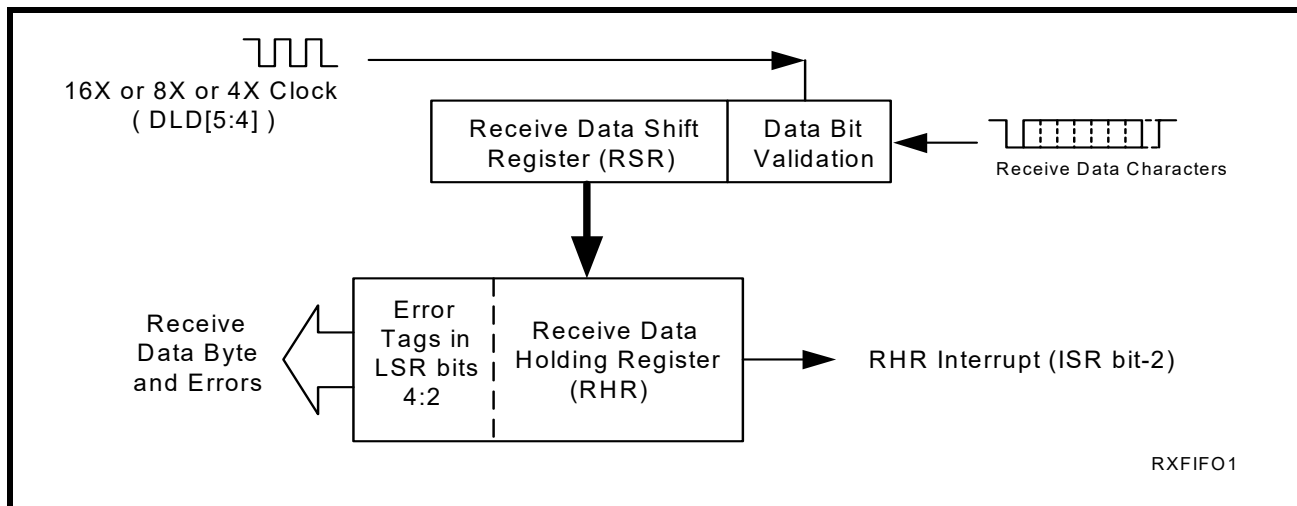 16X or 8X or 4X Clock
( DLD[5:4] )
Receive Data Shift
Register (RSR)
Data Bit
Validation
Receive Data Characters
Receive
Data Byte
and Errors
Error
Tags in
LSR bits
4:2
Receive Data
Holding Register
(RHR)
RHR Interrupt (ISR bit-2)
RXFIFO1